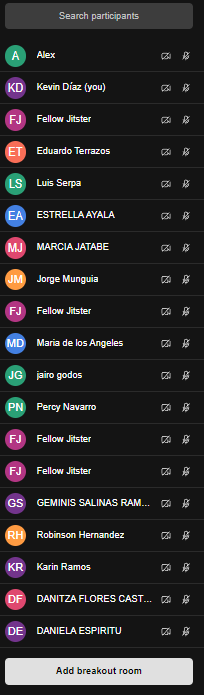 Search participants
A Alex
KD Kevin Díaz (you)
FJ Fellow Jitster
ET Eduardo Terrazos
LS Luis Serpa
EA ESTRELLA AYALA
MJ MARCIA JATABE
JM Jorge Munguia
FJ Fellow Jitster
MD Maria de los Angeles
JG jairo godos
PN Percy Navarro
FJ Fellow Jitster
FJ Fellow Jitster
GS GEMINIS SALINAS RAM...
RH Robinson Hernandez
KR Karin Ramos
DF DANITZA FLORES CAST...
DE DANIELA ESPIRITU
Add breakout room